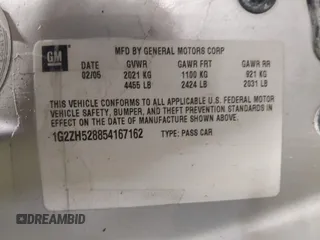 GM
MFD BY GENERAL MOTORS CORP
DATE GVWR GAWR FRT GAWR RR
02/05 2021 KG 1100 KG 921 KG
4455 LB 2424 LB 2031 LB
THIS VEHICLE CONFORMS TO ALL APPLICABLE U.S. FEDERAL MOTOR
VEHICLE SAFETY, BUMPER, AND THEFT PREVENTION STANDARDS
IN EFFECT ON THE DATE OF MANUFACTURE SHOWN ABOVE.
1G2ZH528854167162 TYPE: PASS CAR